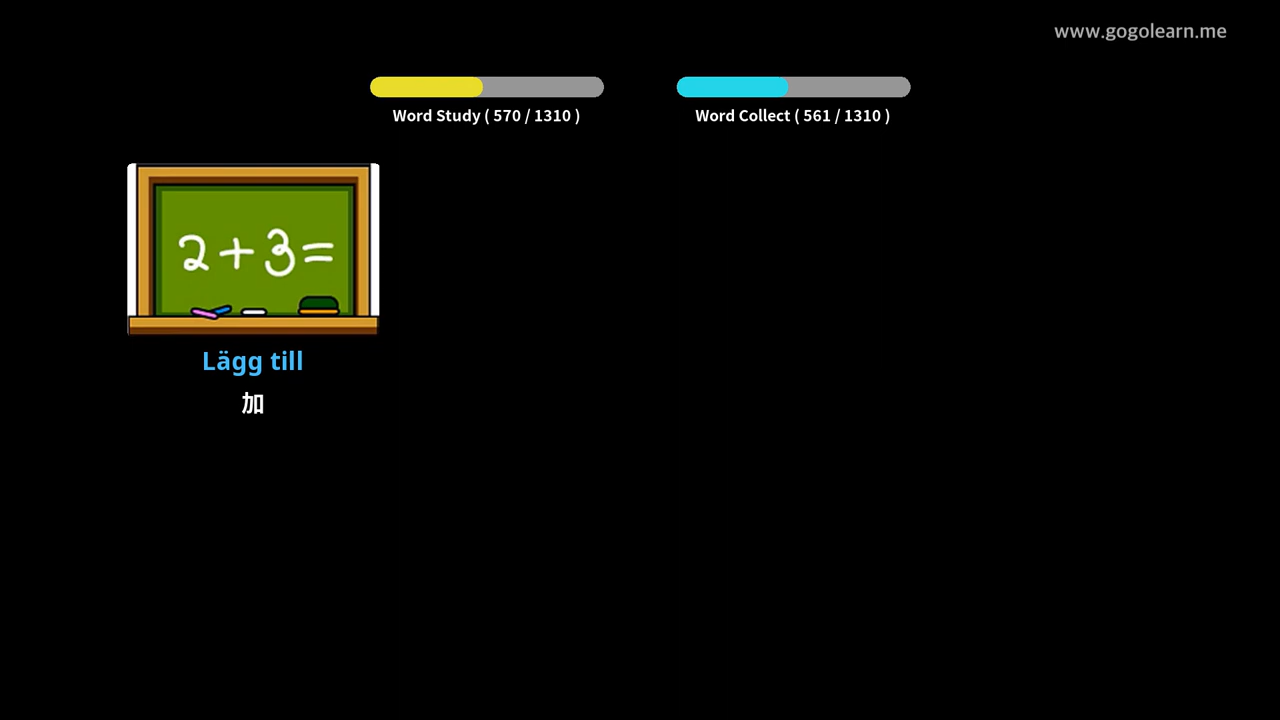 www.gogolearn.me
Word Study ( 570 / 1310 )
Word Collect ( 561 / 1310 )
2+3=
Lägg till
加